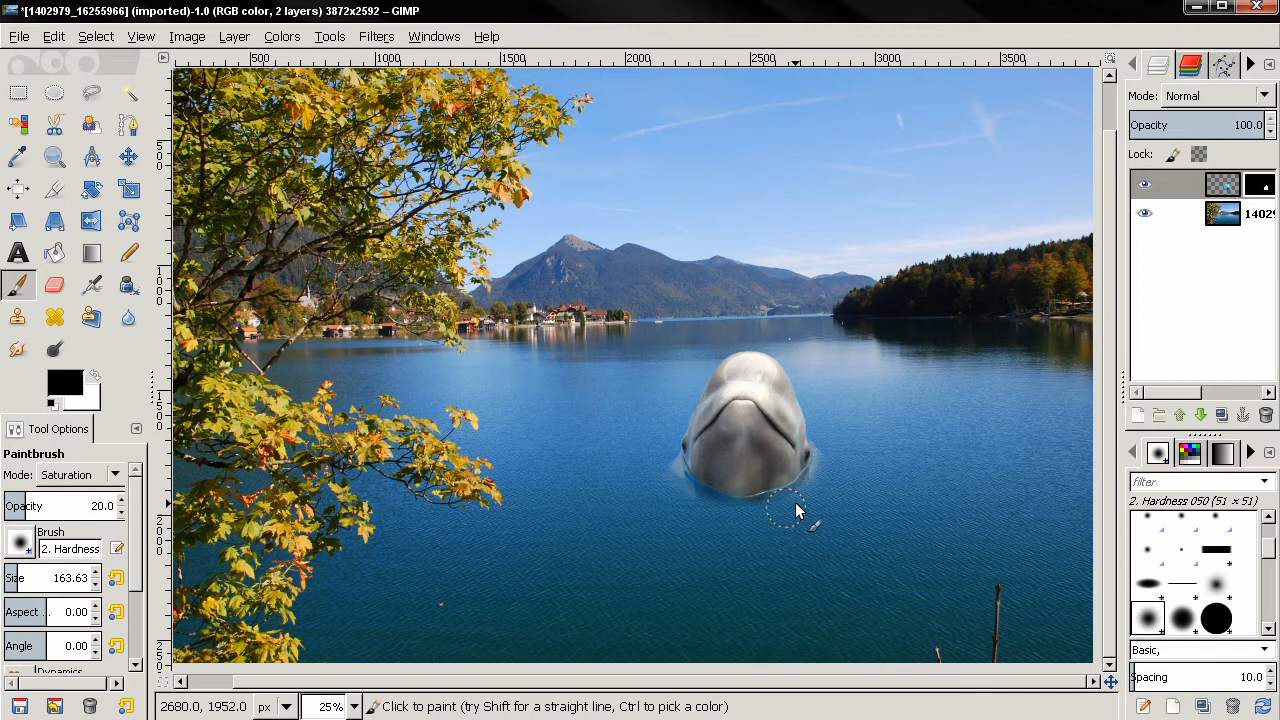 *[1402979_16255966] (imported)-1.0 (RGB color, 2 layers) 3872x2592 – GIMP
File Edit Select View Image Layer Colors Tools Filters Windows Help
500 1000 1500 2000 2500 3000 3500
Mode: Normal
Opacity 100.0
Lock:
1402
Tool Options
Paintbrush
Mode: Saturation
Opacity 20.0
Brush
2. Hardness
Size 163.63
Aspect ... 0.00
Angle 0.00
Dynamics
filter
2. Hardness 050 (51 × 51)
Basic,
Spacing 10.0
2680.0, 1952.0 px 25% Click to paint (try Shift for a straight line, Ctrl to pick a color)